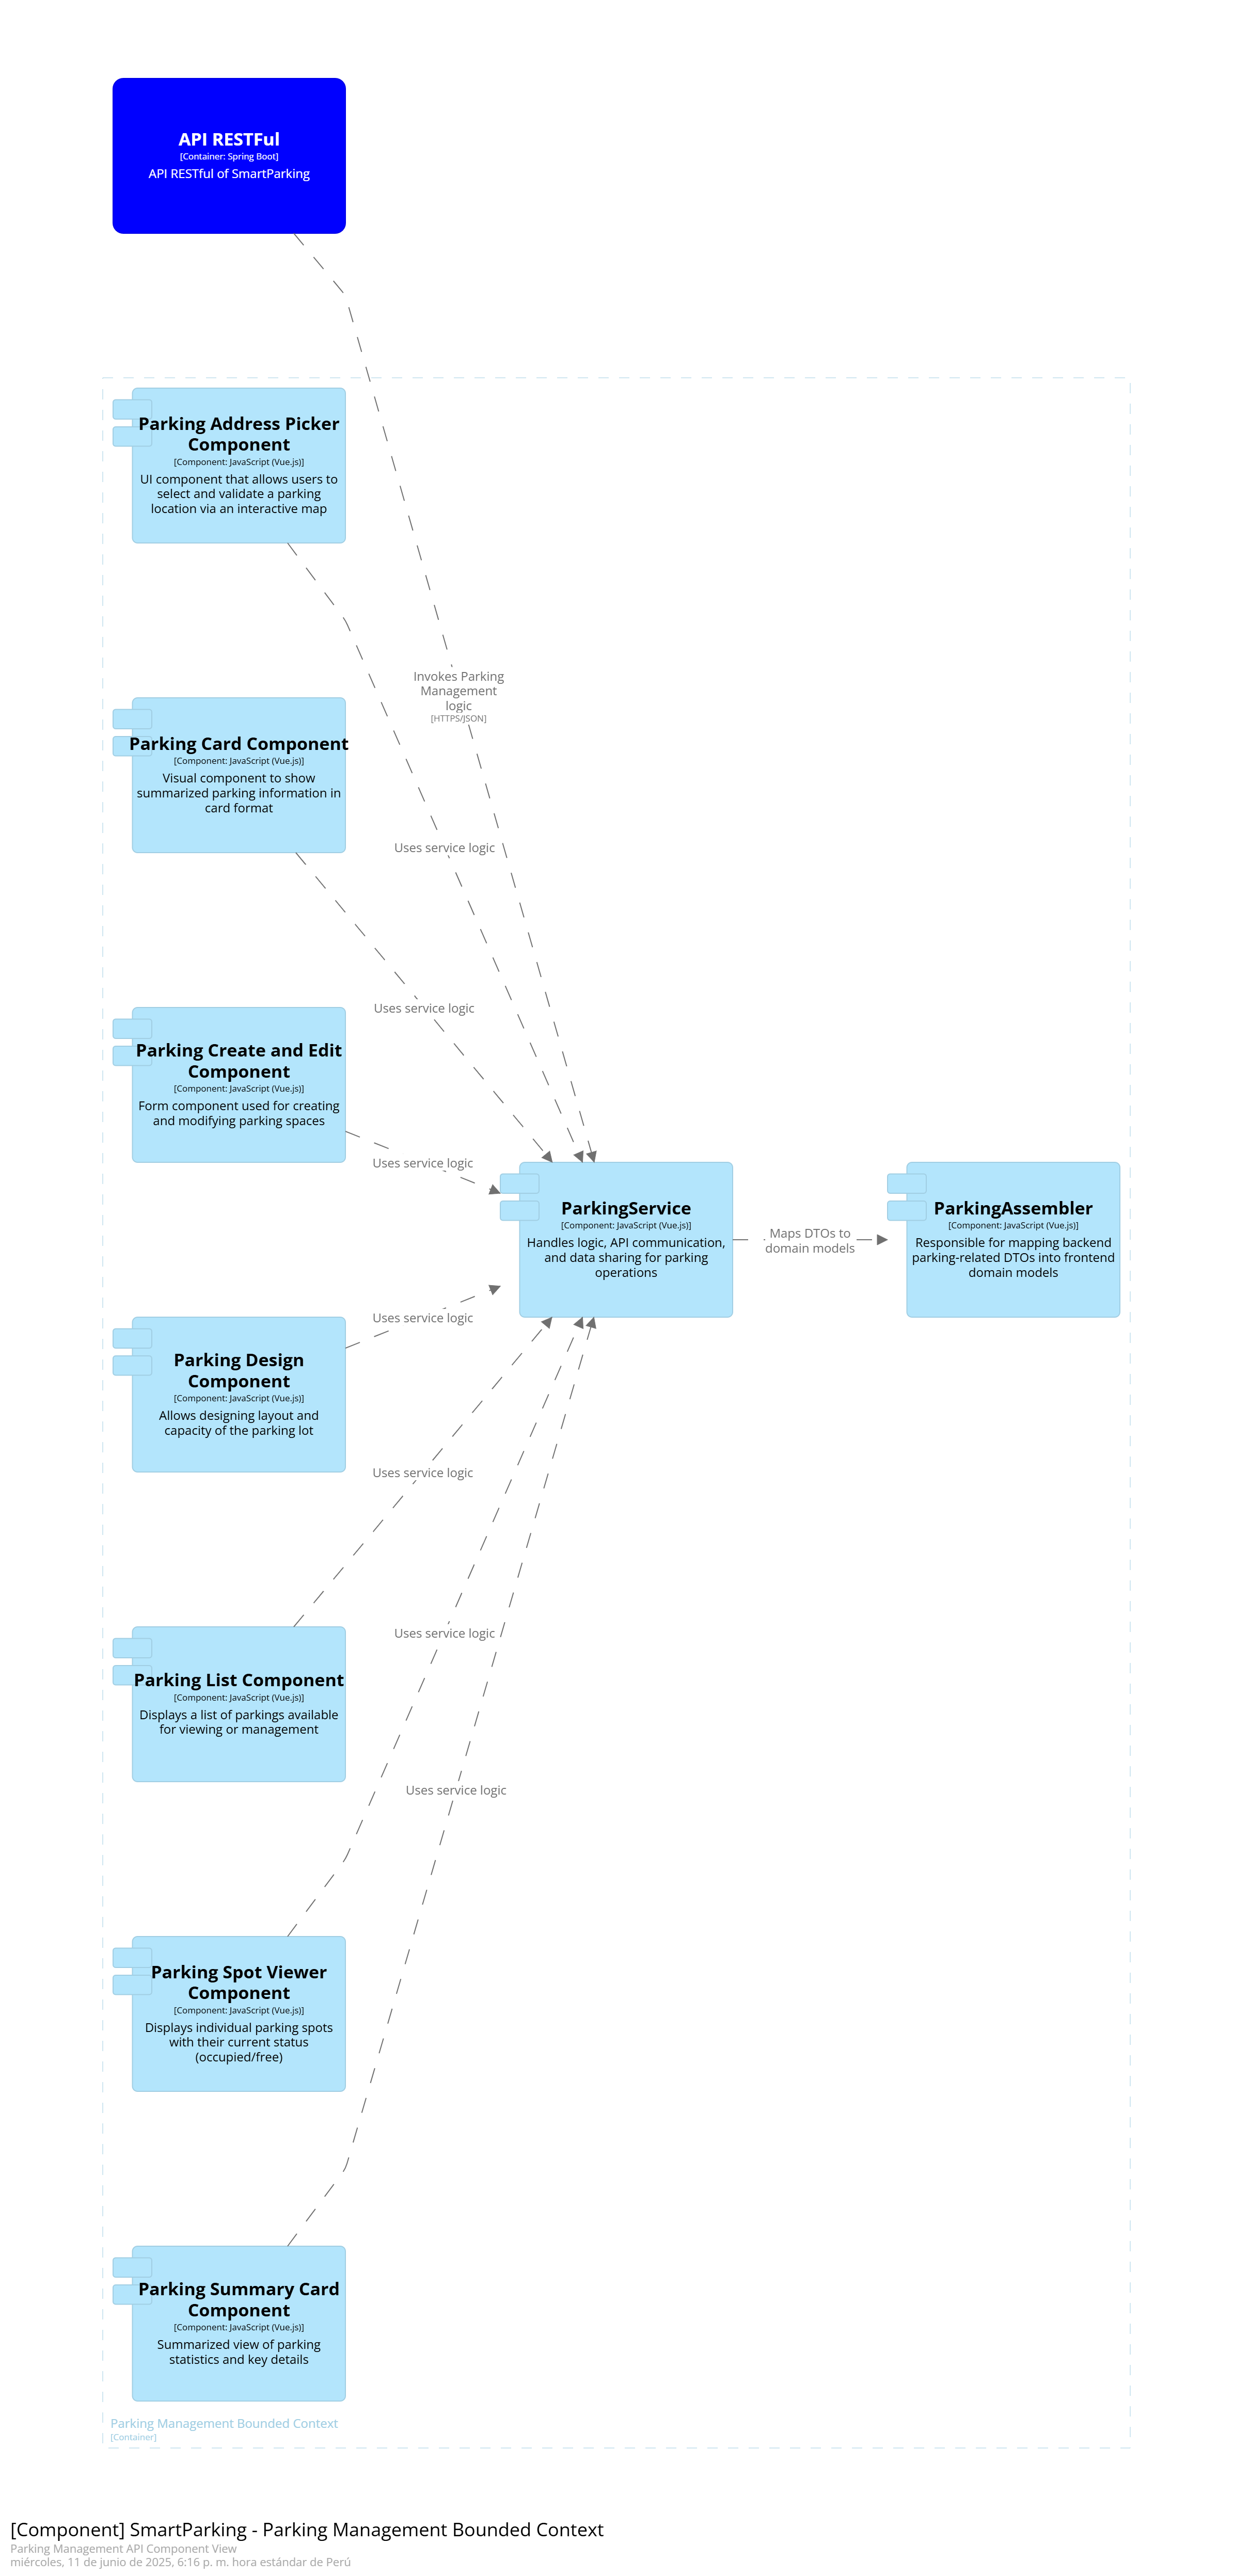 API RESTFul
[Container: Spring Boot]
API RESTful of SmartParking
Parking Address Picker
Component
[Component: JavaScript (Vue.js)]
UI component that allows users to
select and validate a parking
location via an interactive map
Invokes Parking
Management
logic
[HTTPS/JSON]
Parking Card Component
[Component: JavaScript (Vue.js)]
Visual component to show
summarized parking information in
card format
Uses service logic
Uses service logic
Parking Create and Edit
Component
[Component: JavaScript (Vue.js)]
Form component used for creating
and modifying parking spaces
Uses service logic
ParkingService
[Component: JavaScript (Vue.js)]
Handles logic, API communication,
and data sharing for parking
operations
Maps DTOs to
domain models
ParkingAssembler
[Component: JavaScript (Vue.js)]
Responsible for mapping backend
parking-related DTOs into frontend
domain models
Uses service logic
Parking Design
Component
[Component: JavaScript (Vue.js)]
Allows designing layout and
capacity of the parking lot
Uses service logic
Uses service logic
Parking List Component
[Component: JavaScript (Vue.js)]
Displays a list of parkings available
for viewing or management
Uses service logic
Parking Spot Viewer
Component
[Component: JavaScript (Vue.js)]
Displays individual parking spots
with their current status
(occupied/free)
Parking Summary Card
Component
[Component: JavaScript (Vue.js)]
Summarized view of parking
statistics and key details
Parking Management Bounded Context
[Container]
[Component] SmartParking - Parking Management Bounded Context
Parking Management API Component View
miércoles, 11 de junio de 2025, 6:16 p. m. hora estándar de Perú